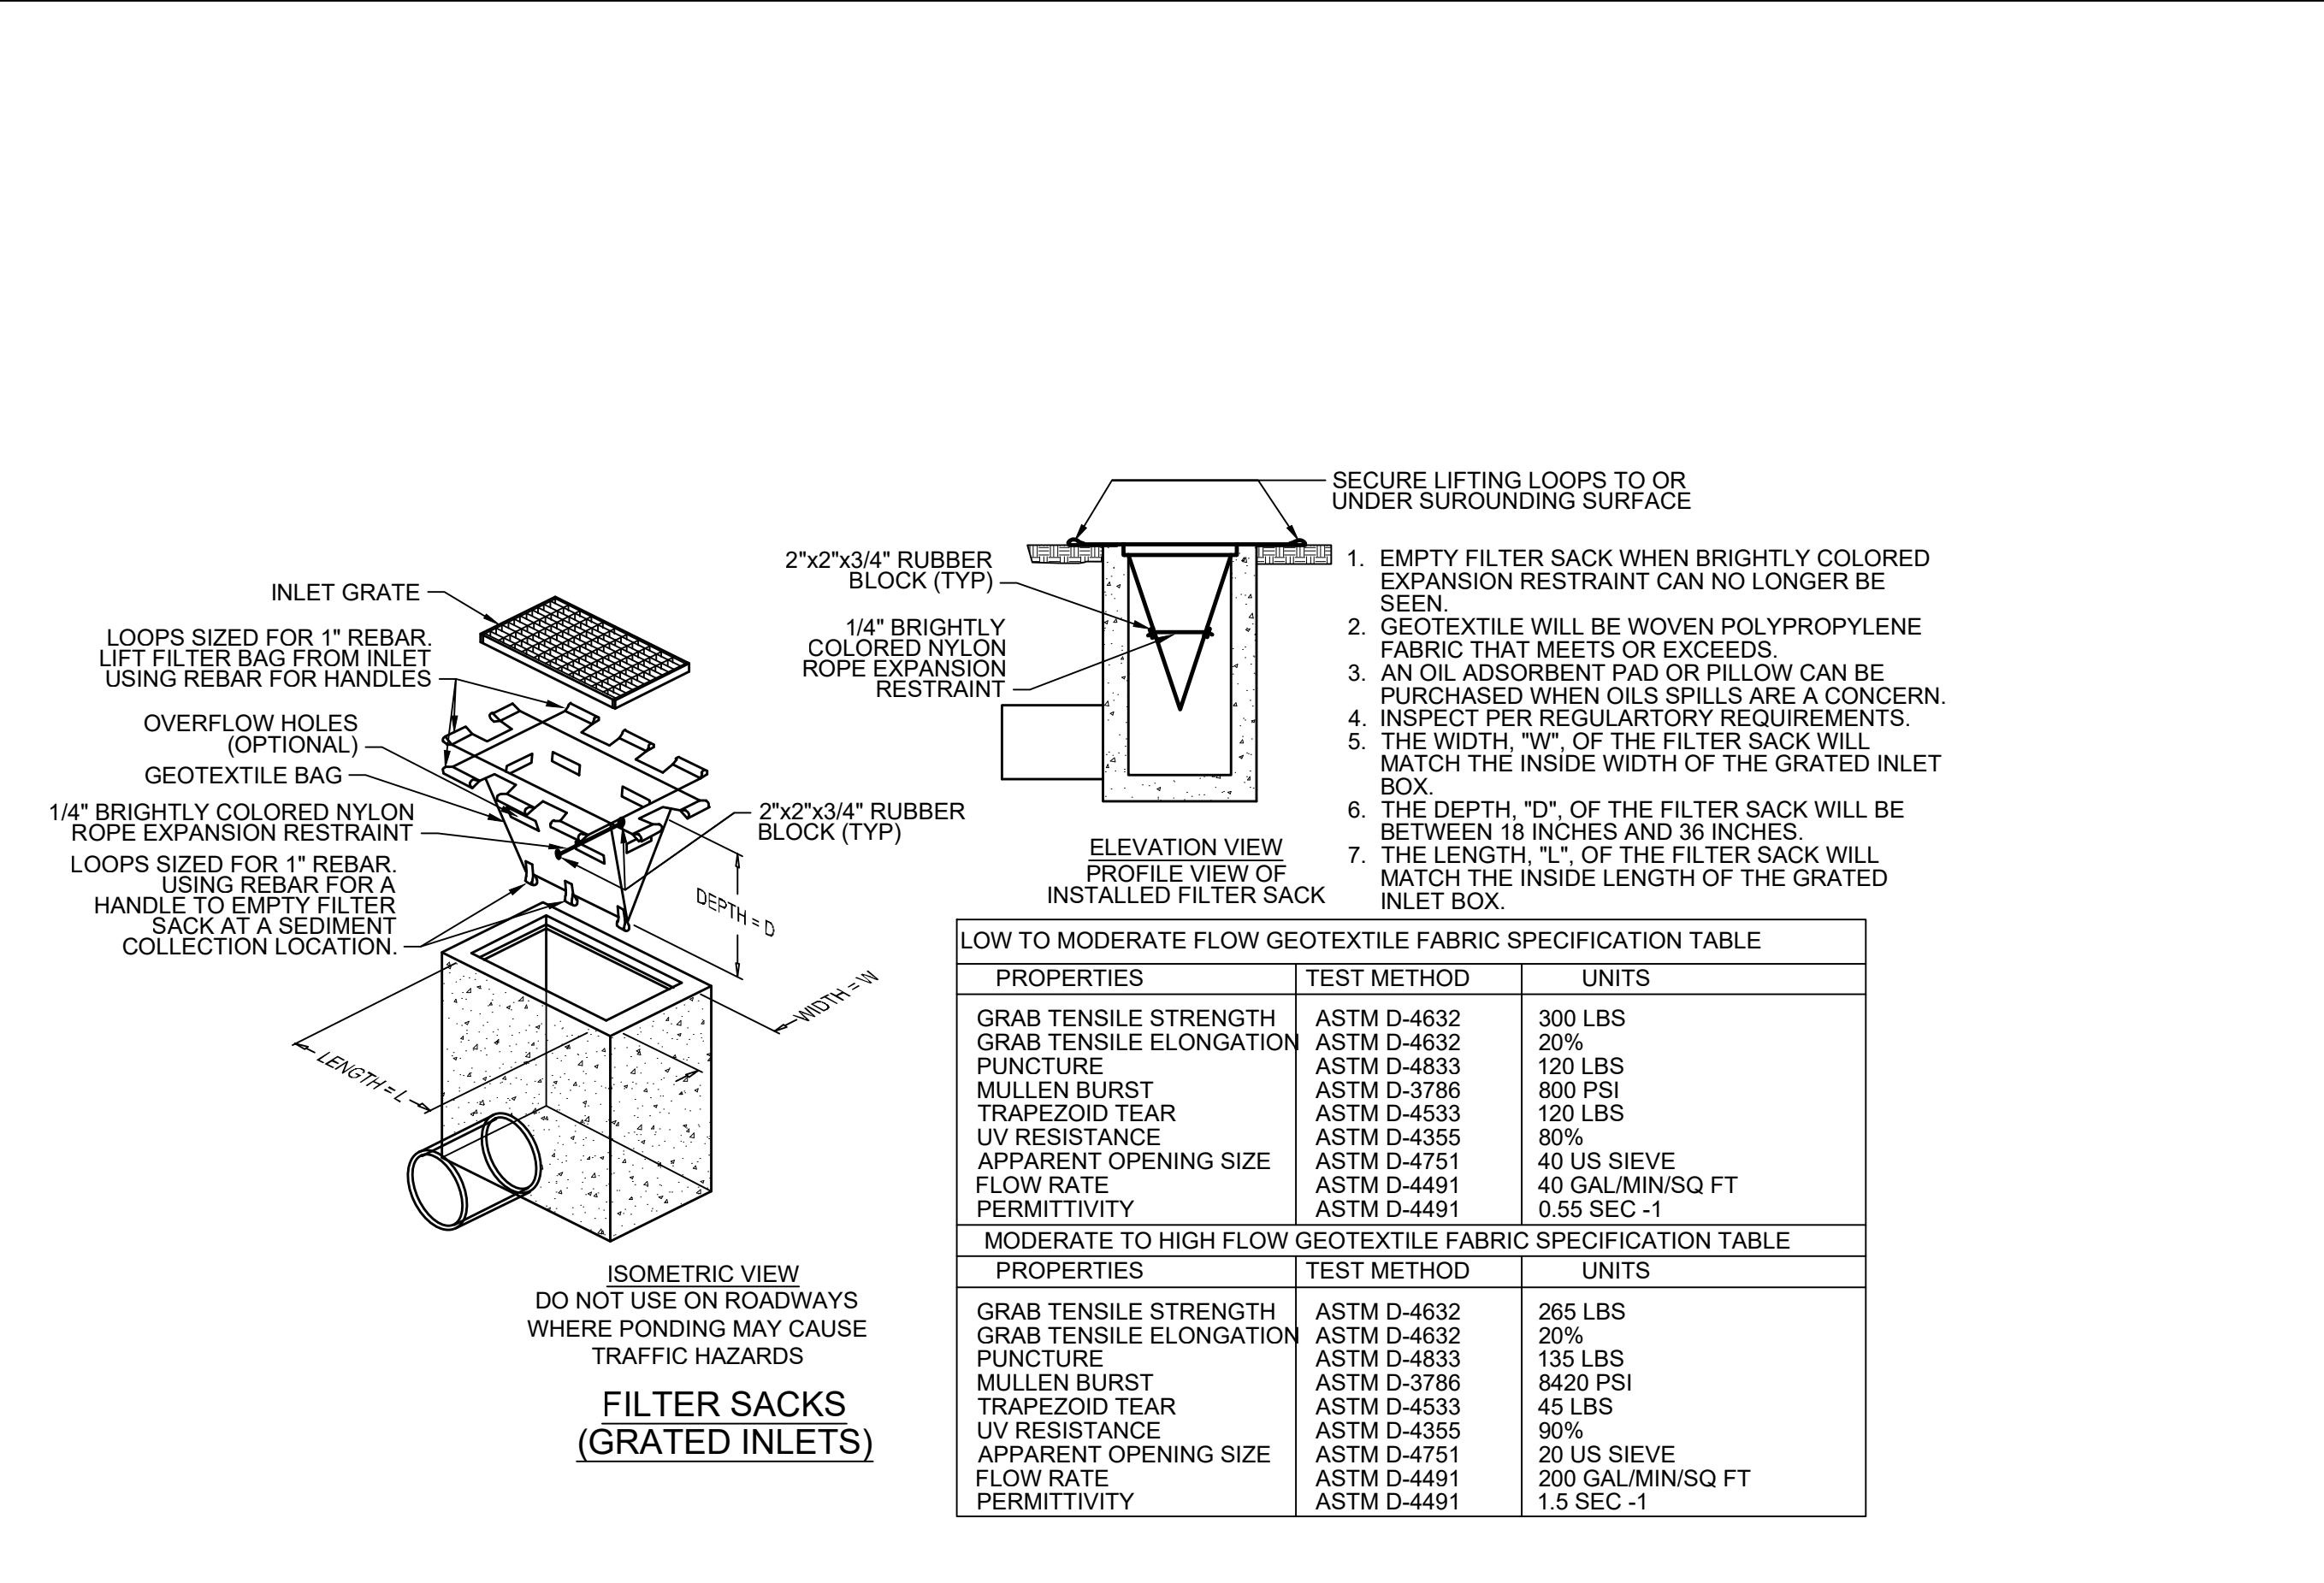 SECURE LIFTING LOOPS TO OR
UNDER SUROUNDING SURFACE
2"x2"x3/4" RUBBER
BLOCK (TYP)
1/4" BRIGHTLY
COLORED NYLON
ROPE EXPANSION
RESTRAINT
INLET GRATE
LOOPS SIZED FOR 1" REBAR.
LIFT FILTER BAG FROM INLET
USING REBAR FOR HANDLES
OVERFLOW HOLES
(OPTIONAL)
GEOTEXTILE BAG
1/4" BRIGHTLY COLORED NYLON
ROPE EXPANSION RESTRAINT
LOOPS SIZED FOR 1" REBAR.
USING REBAR FOR A
HANDLE TO EMPTY FILTER
SACK AT A SEDIMENT
COLLECTION LOCATION.
2"x2"x3/4" RUBBER
BLOCK (TYP)
DEPTH = D
WIDTH = W
LENGTH = L
ELEVATION VIEW
PROFILE VIEW OF
INSTALLED FILTER SACK
1. EMPTY FILTER SACK WHEN BRIGHTLY COLORED
EXPANSION RESTRAINT CAN NO LONGER BE
SEEN.
2. GEOTEXTILE WILL BE WOVEN POLYPROPYLENE
FABRIC THAT MEETS OR EXCEEDS.
3. AN OIL ADSORBENT PAD OR PILLOW CAN BE
PURCHASED WHEN OILS SPILLS ARE A CONCERN.
4. INSPECT PER REGULARTORY REQUIREMENTS.
5. THE WIDTH, "W", OF THE FILTER SACK WILL
MATCH THE INSIDE WIDTH OF THE GRATED INLET
BOX.
6. THE DEPTH, "D", OF THE FILTER SACK WILL BE
BETWEEN 18 INCHES AND 36 INCHES.
7. THE LENGTH, "L", OF THE FILTER SACK WILL
MATCH THE INSIDE LENGTH OF THE GRATED
INLET BOX.
LOW TO MODERATE FLOW GEOTEXTILE FABRIC SPECIFICATION TABLE
PROPERTIES TEST METHOD UNITS
GRAB TENSILE STRENGTH ASTM D-4632 300 LBS
GRAB TENSILE ELONGATION ASTM D-4632 20%
PUNCTURE ASTM D-4833 120 LBS
MULLEN BURST ASTM D-3786 800 PSI
TRAPEZOID TEAR ASTM D-4533 120 LBS
UV RESISTANCE ASTM D-4355 80%
APPARENT OPENING SIZE ASTM D-4751 40 US SIEVE
FLOW RATE ASTM D-4491 40 GAL/MIN/SQ FT
PERMITTIVITY ASTM D-4491 0.55 SEC -1
MODERATE TO HIGH FLOW GEOTEXTILE FABRIC SPECIFICATION TABLE
PROPERTIES TEST METHOD UNITS
GRAB TENSILE STRENGTH ASTM D-4632 265 LBS
GRAB TENSILE ELONGATION ASTM D-4632 20%
PUNCTURE ASTM D-4833 135 LBS
MULLEN BURST ASTM D-3786 8420 PSI
TRAPEZOID TEAR ASTM D-4533 45 LBS
UV RESISTANCE ASTM D-4355 90%
APPARENT OPENING SIZE ASTM D-4751 20 US SIEVE
FLOW RATE ASTM D-4491 200 GAL/MIN/SQ FT
PERMITTIVITY ASTM D-4491 1.5 SEC -1
ISOMETRIC VIEW
DO NOT USE ON ROADWAYS
WHERE PONDING MAY CAUSE
TRAFFIC HAZARDS
FILTER SACKS
(GRATED INLETS)